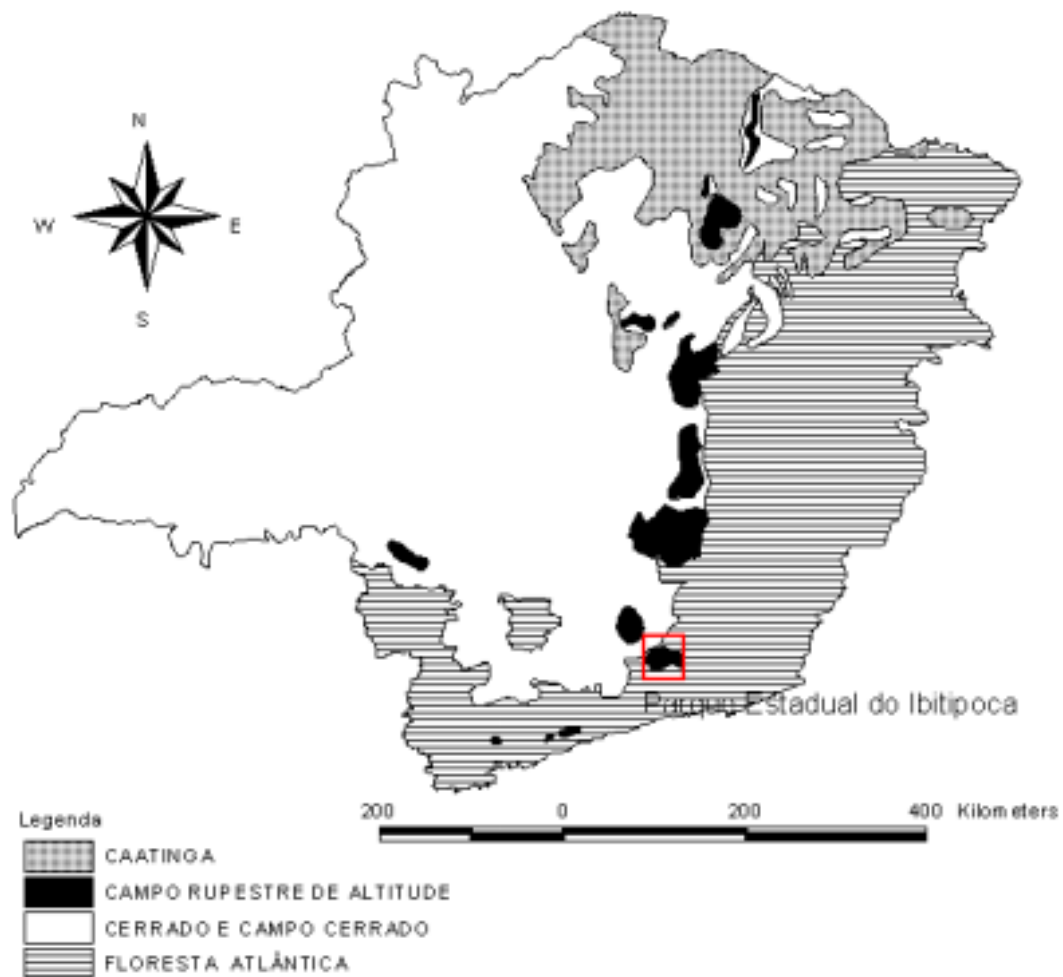 N
W E
S
Parque Estadual do Ibitipoca
200 0 200 400 Kilometers
Legenda
CAATINGA
CAMPO RUPESTRE DE ALTITUDE
CERRADO E CAMPO CERRADO
FLORESTA ATLÂNTICA